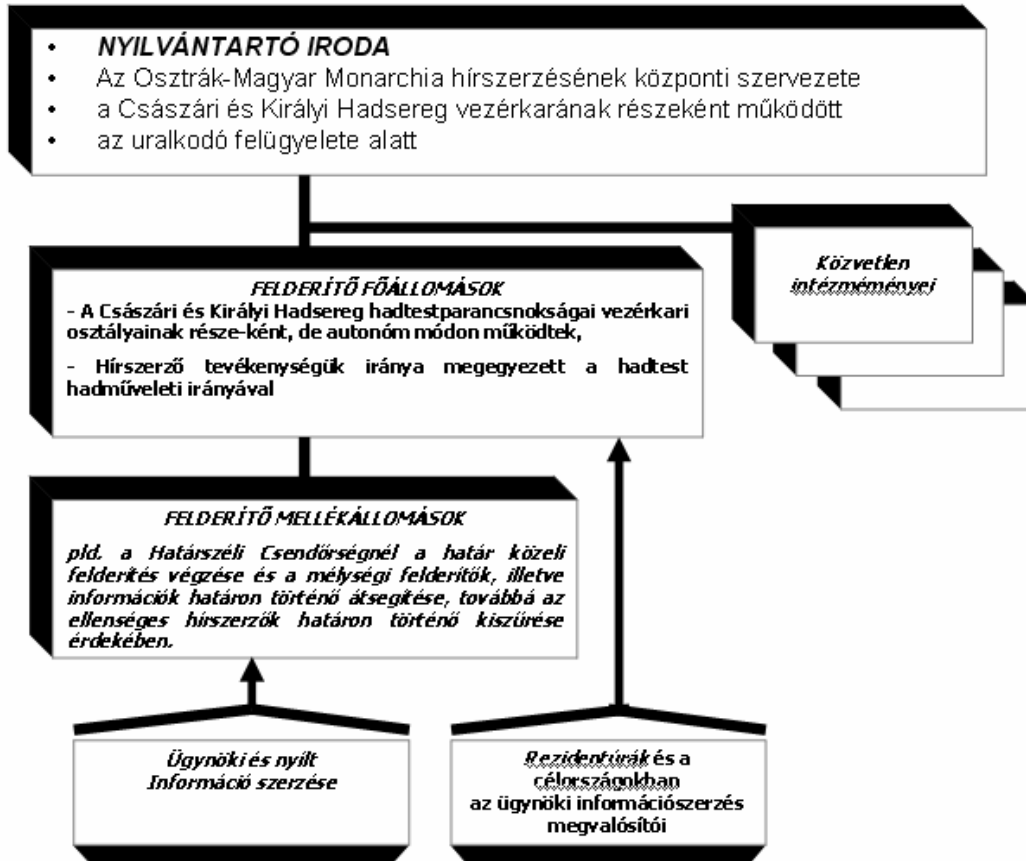 • NYILVÁNTARTÓ IRODA
• Az Osztrák-Magyar Monarchia hírszerzésének központi szervezete
• a Császári és Királyi Hadsereg vezérkarának részeként működött
• az uralkodó felügyelete alatt
Közvetlen
intézméményei
FELDERÍTŐ FŐÁLLOMÁSOK
- A Császári és Királyi Hadsereg hadtestparancsnokságai vezérkari
osztályainak része-ként, de autonóm módon működtek,
- Hírszerző tevékenységük iránya megegyezett a hadtest
hadműveleti irányával
FELDERÍTŐ MELLÉKÁLLOMÁSOK
pld. a Határszéli Csendőrségnél a határ közeli
felderítés végzése és a mélységi felderítők, illetve
információk határon történő átsegítése, továbbá az
ellenséges hírszerzők határon történő kiszűrése
érdekében.
Ügynöki és nyílt
Információ szerzése
Rezidentúrák és a
célországokban
az ügynöki információszerzés
megvalósítói